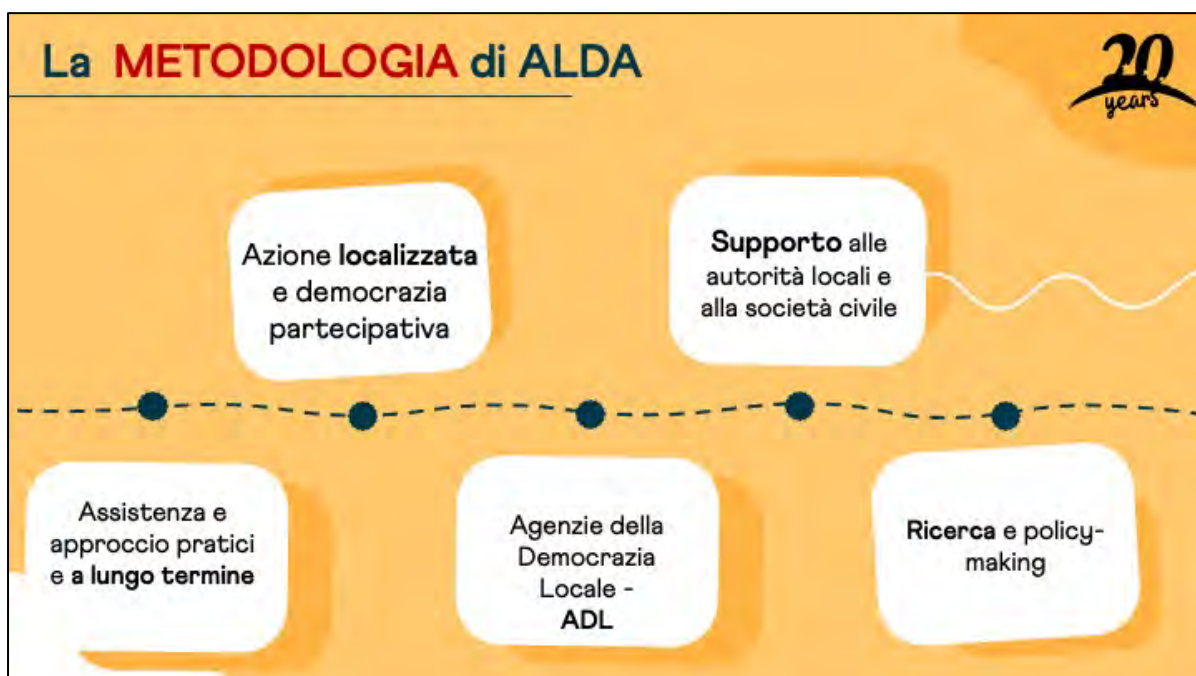 La METODOLOGIA di ALDA
20
years
Azione localizzata
e democrazia
partecipativa
Supporto alle
autorità locali e
alla società civile
Assistenza e
approccio pratici
e a lungo termine
Agenzie della
Democrazia
Locale -
ADL
Ricerca e policy-
making